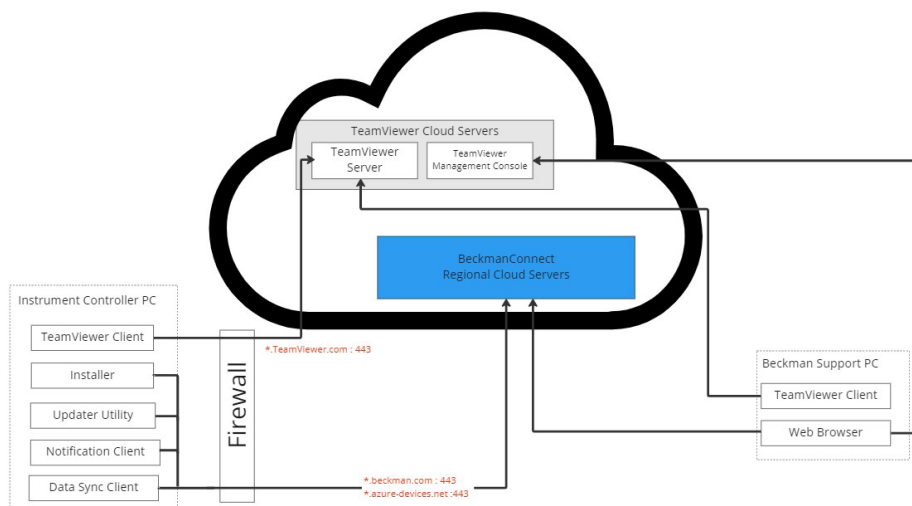 TeamViewer Cloud Servers
TeamViewer
Server
TeamViewer
Management Console
BeckmanConnect
Regional Cloud Servers
Instrument Controller PC
TeamViewer Client
Installer
Updater Utility
Notification Client
Data Sync Client
Firewall
*.TeamViewer.com : 443
*.beckman.com : 443
*.azure-devices.net :443
Beckman Support PC
TeamViewer Client
Web Browser